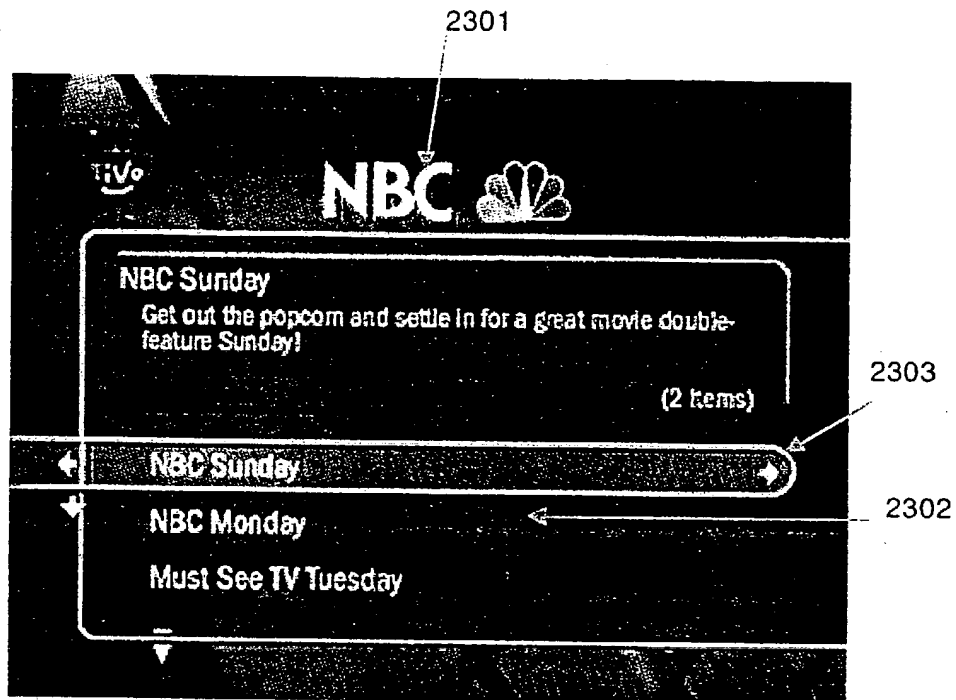 2301
TiVo
NBC
NBC Sunday
Get out the popcorn and settle in for a great movie double-
feature Sunday!
(2 items)
2303
NBC Sunday
2302
NBC Monday
Must See TV Tuesday